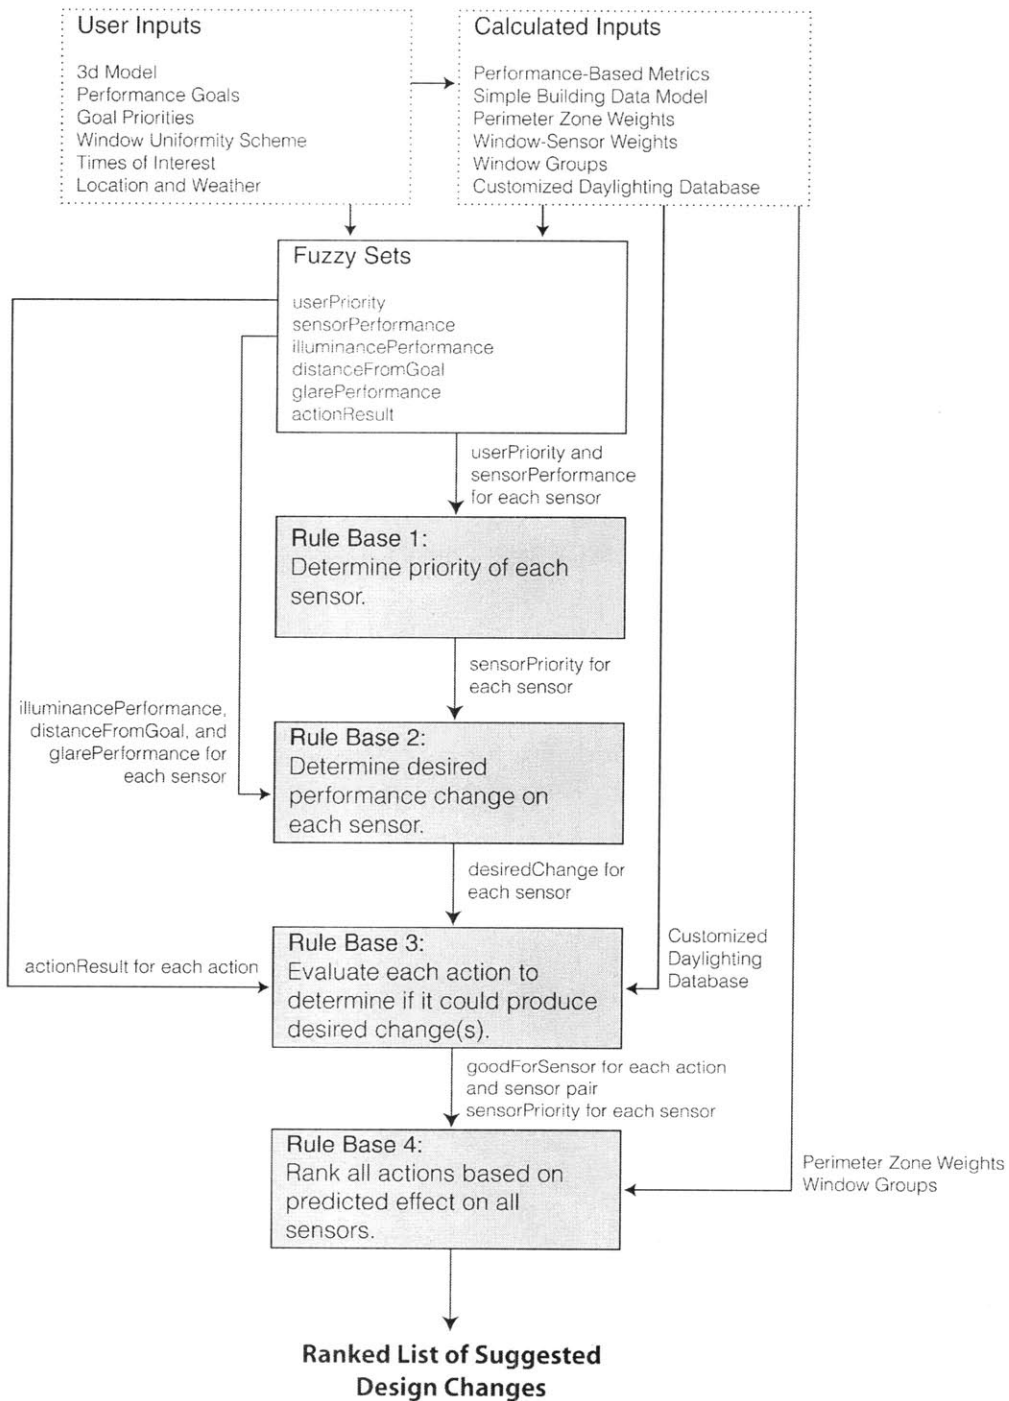 User Inputs
3d Model
Performance Goals
Goal Priorities
Window Uniformity Scheme
Times of Interest
Location and Weather
Calculated Inputs
Performance-Based Metrics
Simple Building Data Model
Perimeter Zone Weights
Window-Sensor Weights
Window Groups
Customized Daylighting Database
Fuzzy Sets
userPriority
sensorPerformance
illuminancePerformance
distanceFromGoal
glarePerformance
actionResult
userPriority and
sensorPerformance
for each sensor
Rule Base 1:
Determine priority of each
sensor.
sensorPriority for
each sensor
illuminancePerformance,
distanceFromGoal, and
glarePerformance for
each sensor
Rule Base 2:
Determine desired
performance change on
each sensor.
desiredChange for
each sensor
actionResult for each action
Rule Base 3:
Evaluate each action to
determine if it could produce
desired change(s).
Customized
Daylighting
Database
goodForSensor for each action
and sensor pair
sensorPriority for each sensor
Rule Base 4:
Rank all actions based on
predicted effect on all
sensors.
Perimeter Zone Weights
Window Groups
Ranked List of Suggested
Design Changes